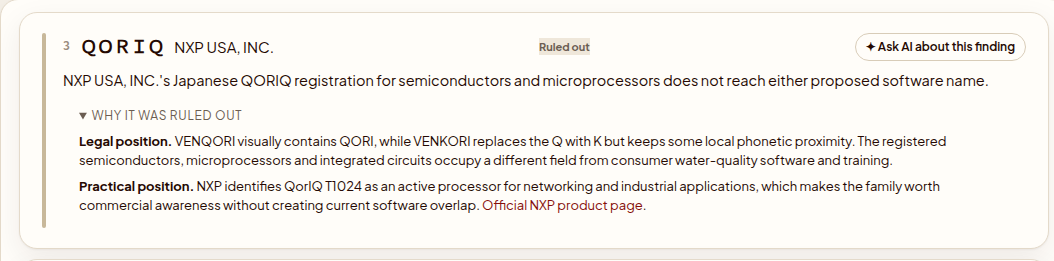 3 QORIQ NXP USA, INC. Ruled out ✦ Ask AI about this finding
NXP USA, INC.'s Japanese QORIQ registration for semiconductors and microprocessors does not reach either proposed software name.
▼ WHY IT WAS RULED OUT
Legal position. VENQORI visually contains QORI, while VENKORI replaces the Q with K but keeps some local phonetic proximity. The registered
semiconductors, microprocessors and integrated circuits occupy a different field from consumer water-quality software and training.
Practical position. NXP identifies QorIQ T1024 as an active processor for networking and industrial applications, which makes the family worth
commercial awareness without creating current software overlap. Official NXP product page.